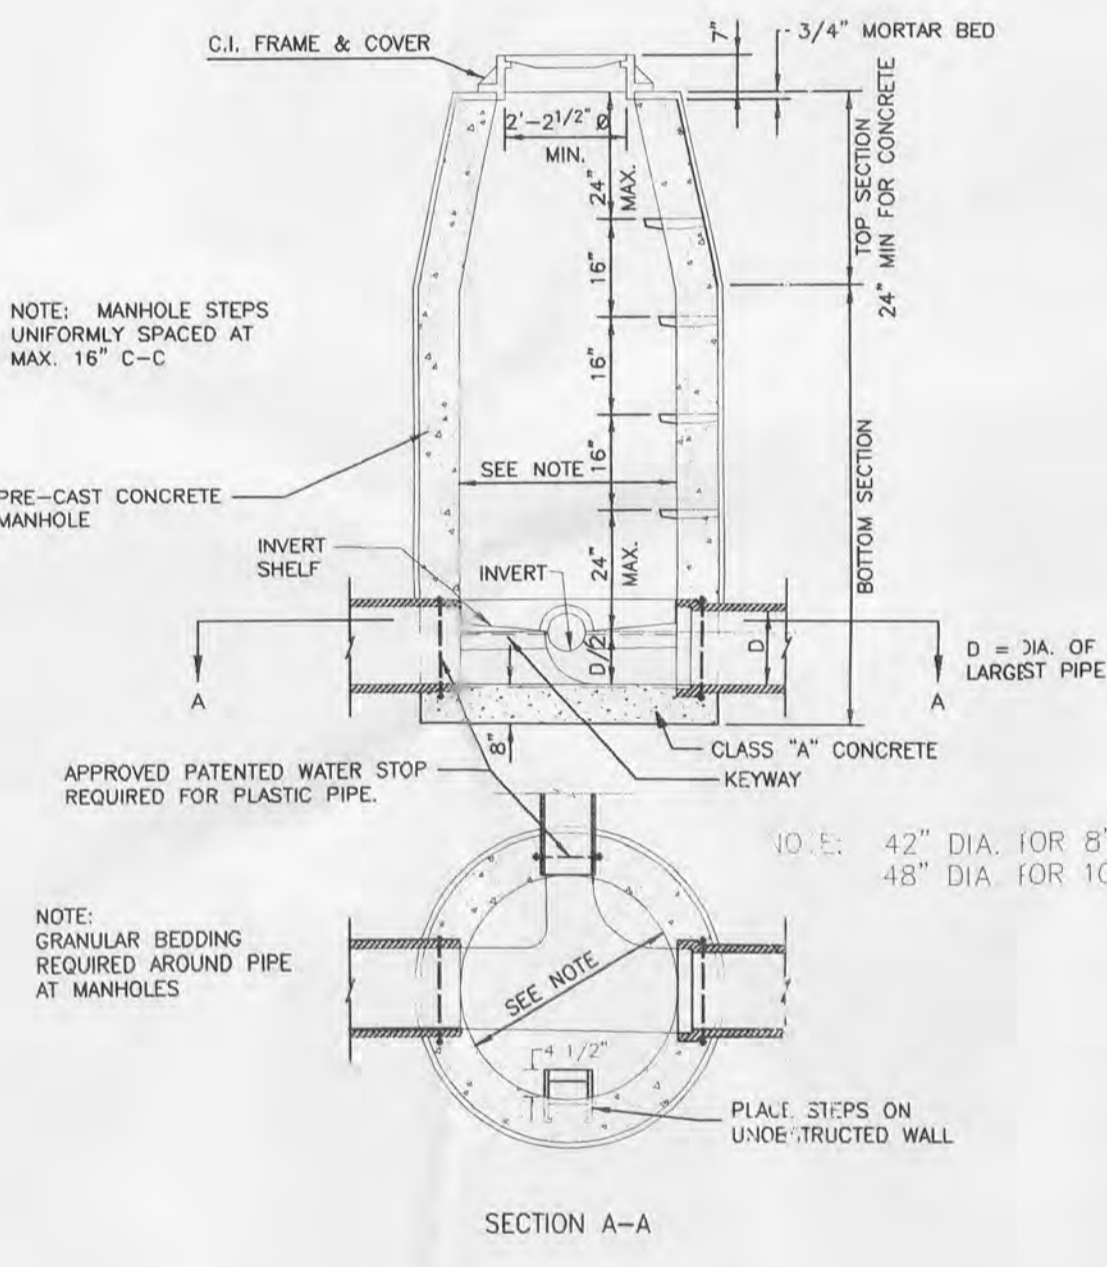 C.I. FRAME & COVER
7"
3/4" MORTAR BED
2'-2 1/2" Ø
MIN.
24"
MAX.
TOP SECTION
24" MIN FOR CONCRETE
16"
NOTE: MANHOLE STEPS
UNIFORMLY SPACED AT
MAX. 16" C-C
16"
SEE NOTE
16"
PRE-CAST CONCRETE
MANHOLE
BOTTOM SECTION
INVERT
SHELF
INVERT
24"
MAX.
D/2
D
A
A
D = DIA. OF
LARGEST PIPE
8"
CLASS "A" CONCRETE
KEYWAY
APPROVED PATENTED WATER STOP
REQUIRED FOR PLASTIC PIPE.
NOTE: 42" DIA. FOR 8"
48" DIA. FOR
NOTE:
GRANULAR BEDDING
REQUIRED AROUND PIPE
AT MANHOLES
SEE NOTE
4 1/2"
PLACE STEPS ON
UNOBSTRUCTED WALL
SECTION A-A